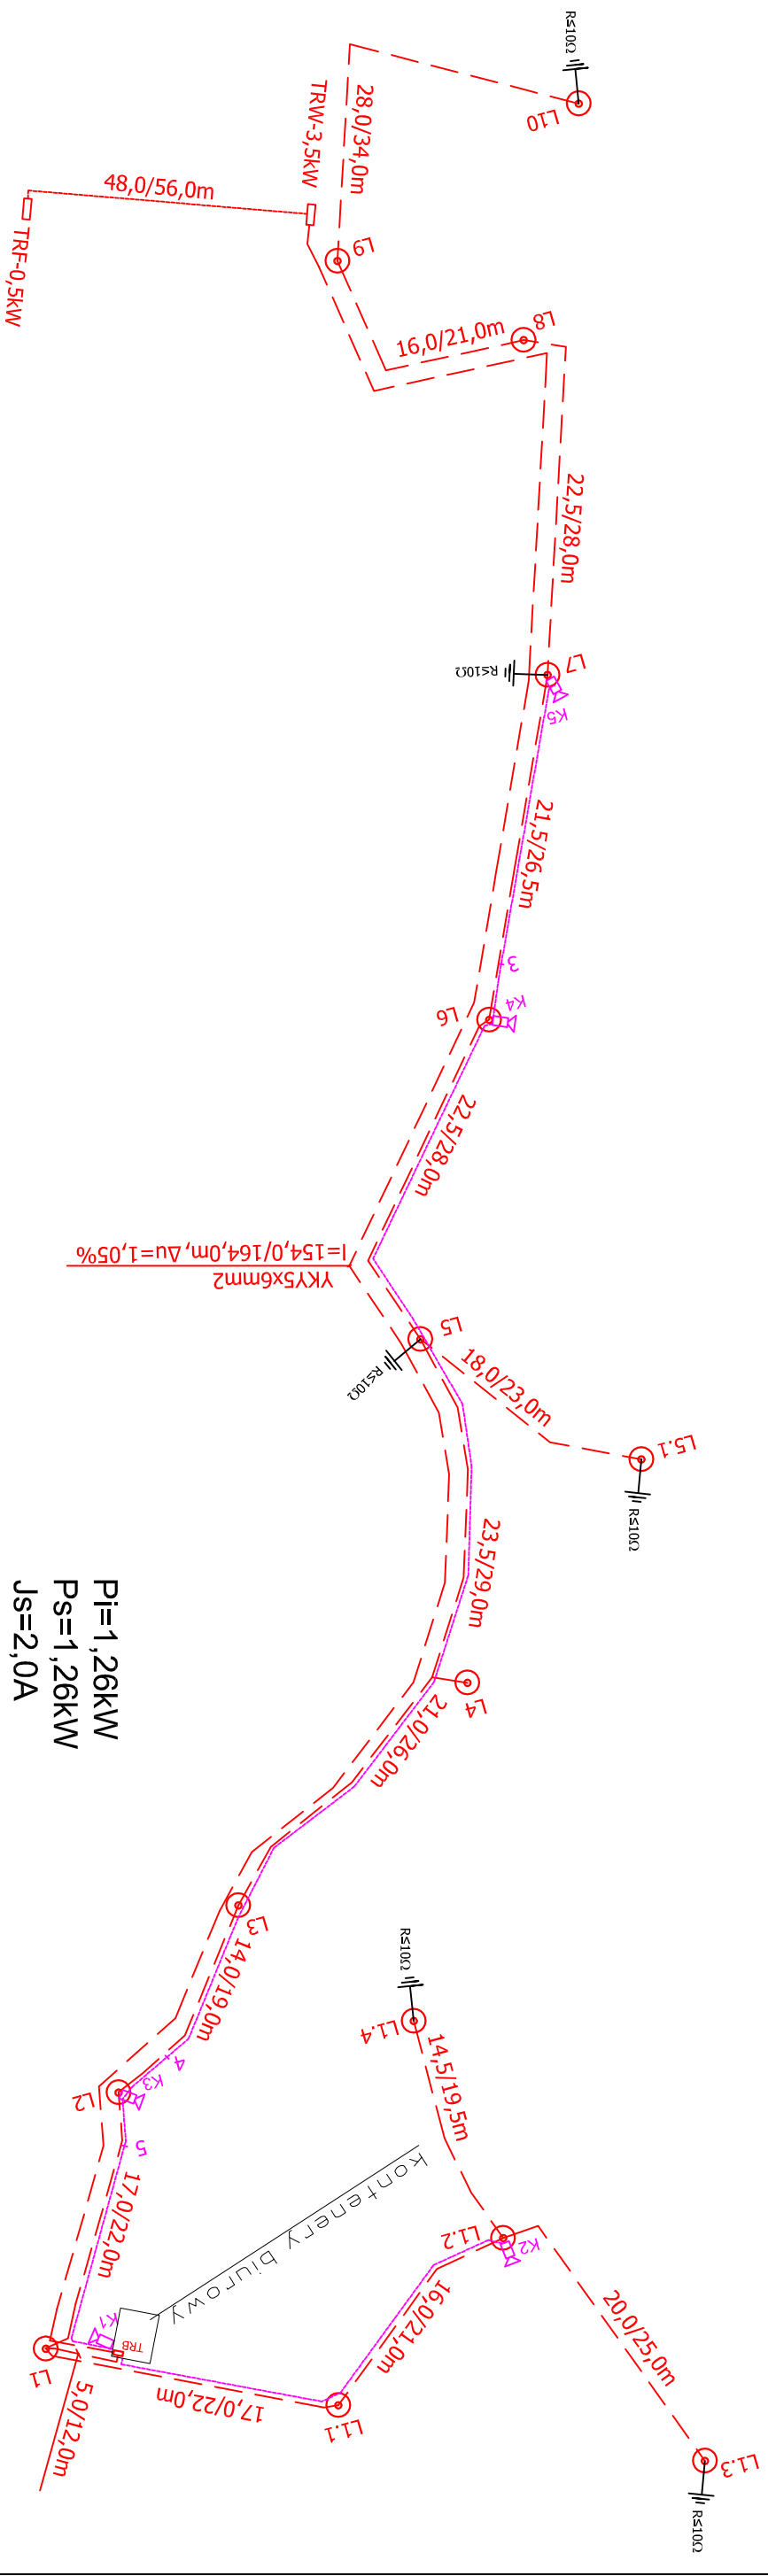 R≤10Ω
L10
28,0/34,0m
TRW-3,5kW
48,0/56,0m
TRF-0,5kW
L9
16,0/21,0m
L8
22,5/28,0m
L7
R≤10Ω
K5
21,5/26,5m
3
K4
L6
22,5/28,0m
YKY5x6mm2
l=154,0/164,0m, Δu=1,05%
L5
R≤10Ω
18,0/23,0m
L5.1
R≤10Ω
23,5/29,0m
L4
21,0/26,0m
Pi=1,26kW
Ps=1,26kW
Js=2,0A
L3
14,0/19,0m
4
K3
L2
5
17,0/22,0m
R≤10Ω
L1.4
14,5/19,5m
kontenery biurowy
L1.2
K2
16,0/21,0m
20,0/25,0m
K1
TRB
L1
5,0/12,0m
17,0/22,0m
L1.1
L1.3
R≤10Ω